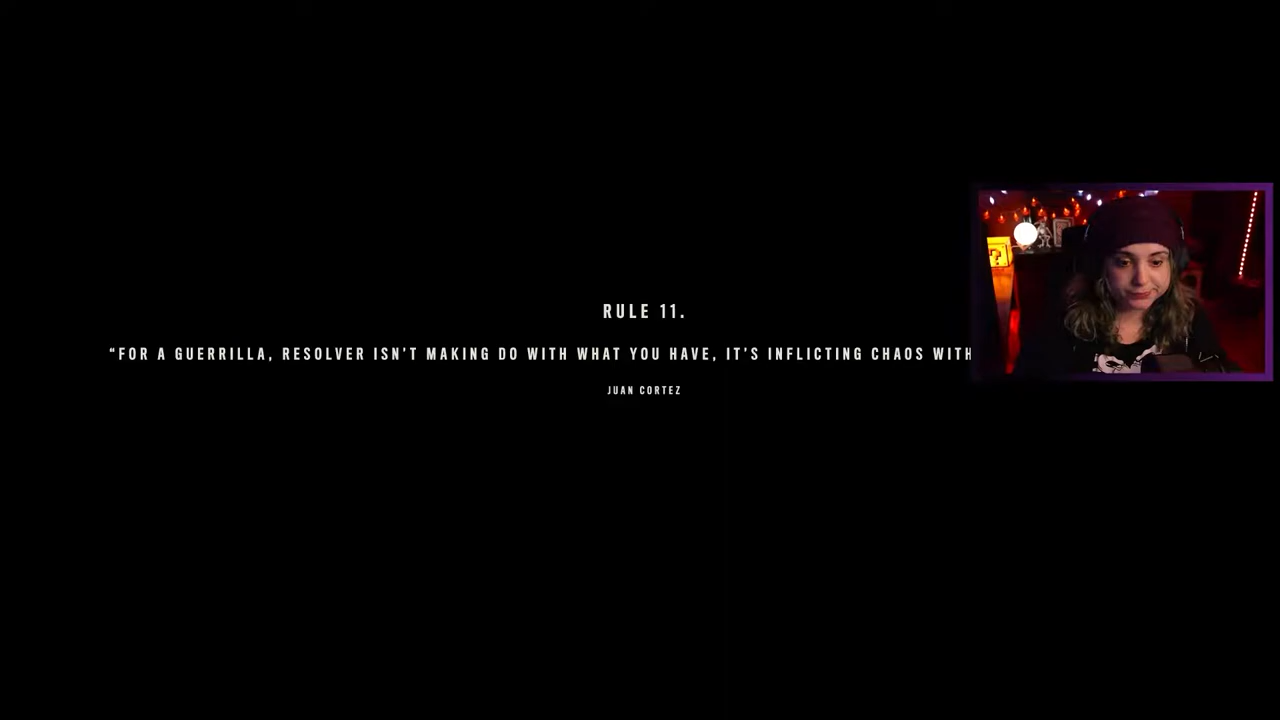 RULE 11.
“FOR A GUERRILLA, RESOLVER ISN'T MAKING DO WITH WHAT YOU HAVE, IT'S INFLICTING CHAOS WITH
JUAN CORTEZ